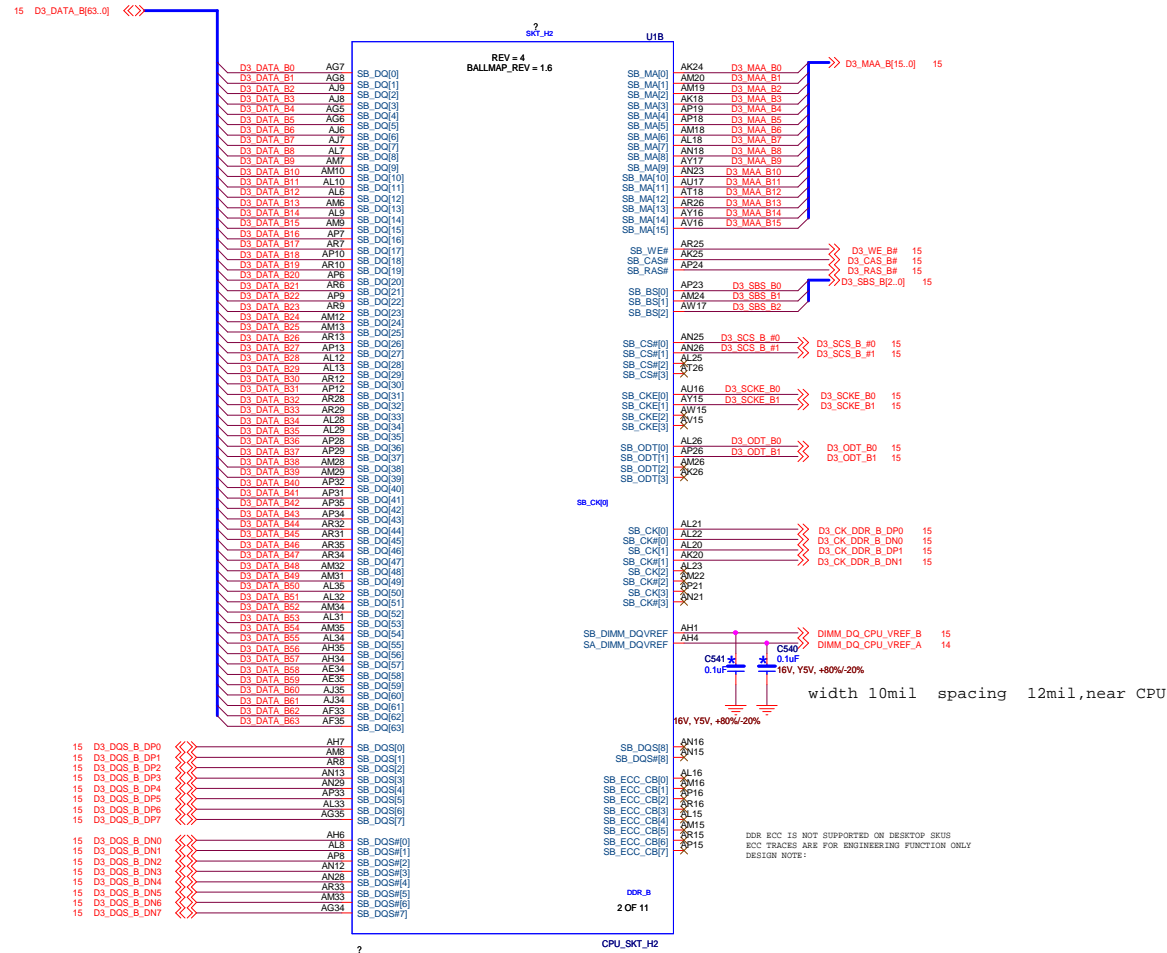 15 D3_DATA_B[63..0]
?
SKT_H2
U1B
REV = 4
BALLMAP_REV = 1.6
D3_DATA_B0 AG7 SB_DQ[0]
D3_DATA_B1 AG8 SB_DQ[1]
D3_DATA_B2 AJ9 SB_DQ[2]
D3_DATA_B3 AJ8 SB_DQ[3]
D3_DATA_B4 AG5 SB_DQ[4]
D3_DATA_B5 AG6 SB_DQ[5]
D3_DATA_B6 AJ6 SB_DQ[6]
D3_DATA_B7 AJ7 SB_DQ[7]
D3_DATA_B8 AL7 SB_DQ[8]
D3_DATA_B9 AM7 SB_DQ[9]
D3_DATA_B10 AM10 SB_DQ[10]
D3_DATA_B11 AL10 SB_DQ[11]
D3_DATA_B12 AL6 SB_DQ[12]
D3_DATA_B13 AM6 SB_DQ[13]
D3_DATA_B14 AL9 SB_DQ[14]
D3_DATA_B15 AM9 SB_DQ[15]
D3_DATA_B16 AP7 SB_DQ[16]
D3_DATA_B17 AR7 SB_DQ[17]
D3_DATA_B18 AP10 SB_DQ[18]
D3_DATA_B19 AR10 SB_DQ[19]
D3_DATA_B20 AP6 SB_DQ[20]
D3_DATA_B21 AR6 SB_DQ[21]
D3_DATA_B22 AP9 SB_DQ[22]
D3_DATA_B23 AR9 SB_DQ[23]
D3_DATA_B24 AM12 SB_DQ[24]
D3_DATA_B25 AM13 SB_DQ[25]
D3_DATA_B26 AR13 SB_DQ[26]
D3_DATA_B27 AP13 SB_DQ[27]
D3_DATA_B28 AL12 SB_DQ[28]
D3_DATA_B29 AL13 SB_DQ[29]
D3_DATA_B30 AR12 SB_DQ[30]
D3_DATA_B31 AP12 SB_DQ[31]
D3_DATA_B32 AR28 SB_DQ[32]
D3_DATA_B33 AR29 SB_DQ[33]
D3_DATA_B34 AL28 SB_DQ[34]
D3_DATA_B35 AL29 SB_DQ[35]
D3_DATA_B36 AP28 SB_DQ[36]
D3_DATA_B37 AP29 SB_DQ[37]
D3_DATA_B38 AM28 SB_DQ[38]
D3_DATA_B39 AM29 SB_DQ[39]
D3_DATA_B40 AP32 SB_DQ[40]
D3_DATA_B41 AP31 SB_DQ[41]
D3_DATA_B42 AP35 SB_DQ[42]
D3_DATA_B43 AP34 SB_DQ[43]
D3_DATA_B44 AR32 SB_DQ[44]
D3_DATA_B45 AR31 SB_DQ[45]
D3_DATA_B46 AR35 SB_DQ[46]
D3_DATA_B47 AR34 SB_DQ[47]
D3_DATA_B48 AM32 SB_DQ[48]
D3_DATA_B49 AM31 SB_DQ[49]
D3_DATA_B50 AL35 SB_DQ[50]
D3_DATA_B51 AL32 SB_DQ[51]
D3_DATA_B52 AM34 SB_DQ[52]
D3_DATA_B53 AL31 SB_DQ[53]
D3_DATA_B54 AM35 SB_DQ[54]
D3_DATA_B55 AL34 SB_DQ[55]
D3_DATA_B56 AH35 SB_DQ[56]
D3_DATA_B57 AH34 SB_DQ[57]
D3_DATA_B58 AE34 SB_DQ[58]
D3_DATA_B59 AE35 SB_DQ[59]
D3_DATA_B60 AJ35 SB_DQ[60]
D3_DATA_B61 AJ34 SB_DQ[61]
D3_DATA_B62 AF33 SB_DQ[62]
D3_DATA_B63 AF35 SB_DQ[63]
15 D3_DQS_B_DP0 AH7 SB_DQS[0]
15 D3_DQS_B_DP1 AM8 SB_DQS[1]
15 D3_DQS_B_DP2 AR8 SB_DQS[2]
15 D3_DQS_B_DP3 AN13 SB_DQS[3]
15 D3_DQS_B_DP4 AN29 SB_DQS[4]
15 D3_DQS_B_DP5 AP33 SB_DQS[5]
15 D3_DQS_B_DP6 AL33 SB_DQS[6]
15 D3_DQS_B_DP7 AG35 SB_DQS[7]
15 D3_DQS_B_DN0 AH6 SB_DQS#[0]
15 D3_DQS_B_DN1 AL8 SB_DQS#[1]
15 D3_DQS_B_DN2 AP8 SB_DQS#[2]
15 D3_DQS_B_DN3 AN12 SB_DQS#[3]
15 D3_DQS_B_DN4 AN28 SB_DQS#[4]
15 D3_DQS_B_DN5 AR33 SB_DQS#[5]
15 D3_DQS_B_DN6 AM33 SB_DQS#[6]
15 D3_DQS_B_DN7 AG34 SB_DQS#7]
SB_MA[0] AK24 D3_MAA_B0 D3_MAA_B[15..0] 15
SB_MA[1] AM20 D3_MAA_B1
SB_MA[2] AM19 D3_MAA_B2
SB_MA[3] AK18 D3_MAA_B3
SB_MA[4] AP19 D3_MAA_B4
SB_MA[5] AP18 D3_MAA_B5
SB_MA[6] AM18 D3_MAA_B6
SB_MA[7] AL18 D3_MAA_B7
SB_MA[8] AN18 D3_MAA_B8
SB_MA[9] AY17 D3_MAA_B9
SB_MA[10] AN23 D3_MAA_B10
SB_MA[11] AU17 D3_MAA_B11
SB_MA[12] AT18 D3_MAA_B12
SB_MA[13] AR26 D3_MAA_B13
SB_MA[14] AY16 D3_MAA_B14
SB_MA[15] AV16 D3_MAA_B15
SB_WE# AR25 D3_WE_B# 15
SB_CAS# AK25 D3_CAS_B# 15
SB_RAS# AP24 D3_RAS_B# 15
D3_SBS_B[2..0] 15
SB_BS[0] AP23 D3_SBS_B0
SB_BS[1] AM24 D3_SBS_B1
SB_BS[2] AW17 D3_SBS_B2
SB_CS#[0] AN25 D3_SCS_B_#0 D3_SCS_B_#0 15
SB_CS#[1] AN26 D3_SCS_B_#1 D3_SCS_B_#1 15
SB_CS#[2] AL25
SB_CS#[3] AT26
SB_CKE[0] AU16 D3_SCKE_B0 D3_SCKE_B0 15
SB_CKE[1] AY15 D3_SCKE_B1 D3_SCKE_B1 15
SB_CKE[2] AW15
SB_CKE[3] AV15
SB_ODT[0] AL26 D3_ODT_B0 D3_ODT_B0 15
SB_ODT[1] AP26 D3_ODT_B1 D3_ODT_B1 15
SB_ODT[2] AM26
SB_ODT[3] AK26
SB_CK[0]
SB_CK[0] AL21 D3_CK_DDR_B_DP0 15
SB_CK#[0] AL22 D3_CK_DDR_B_DN0 15
SB_CK[1] AL20 D3_CK_DDR_B_DP1 15
SB_CK#[1] AK20 D3_CK_DDR_B_DN1 15
SB_CK[2] AL23
SB_CK#[2] AM22
SB_CK[3] AP21
SB_CK#[3] AN21
SB_DIMM_DQVREF AH1 DIMM_DQ_CPU_VREF_B 15
SA_DIMM_DQVREF AH4 DIMM_DQ_CPU_VREF_A 14
C541 * 0.1uF
C540 * 0.1uF
16V, Y5V, +80%/-20%
width 10mil spacing 12mil,near CPU
16V, Y5V, +80%/-20%
SB_DQS[8] AN16
SB_DQS#[8] AN15
SB_ECC_CB[0] AL16
SB_ECC_CB[1] AM16
SB_ECC_CB[2] AP16
SB_ECC_CB[3] AR16
SB_ECC_CB[4] AL15
SB_ECC_CB[5] AM15
SB_ECC_CB[6] AR15
SB_ECC_CB[7] AP15
DDR ECC IS NOT SUPPORTED ON DESKTOP SKUS
ECC TRACES ARE FOR ENGINEERING FUNCTION ONLY
DESIGN NOTE:
DDR_B
2 OF 11
CPU_SKT_H2
?